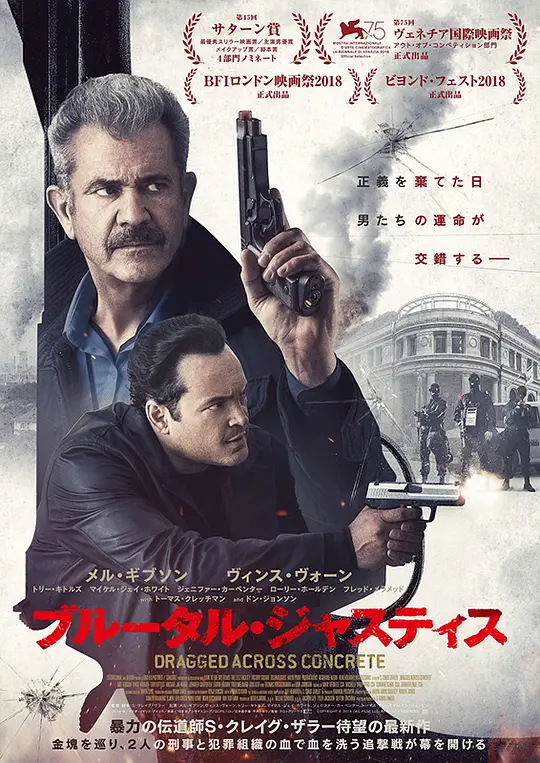 第45回
サターン賞
最優秀スリラー映画賞／主演男優賞
メイクアップ賞／脚本賞
4部門ノミネート
75
MOSTRA INTERNAZIONALE
D'ARTE CINEMATOGRAFICA
LA BIENNALE DI VENEZIA 2018
Official Selection
第75回
ヴェネチア国際映画祭
アウト・オブ・コンペティション部門
正式出品
BFIロンドン映画祭2018
正式出品
ビヨンド・フェスト2018
正式出品
正義を棄てた日
男たちの運命が
交錯する──
メル・ギブソン ヴィンス・ヴォーン
トリー・キトルズ マイケル・ジェイ・ホワイト ジェニファー・カーペンター ローリー・ホールデン フレッド・メラメッド
with トーマス・クレッチマン and ドン・ジョンソン
ブルータル・ジャスティス
DRAGGED ACROSS CONCRETE
暴力の伝道師S・クレイグ・ザラー待望の最新作
金塊を巡り、2人の刑事と犯罪組織の血で血を洗う追撃戦が幕を開ける